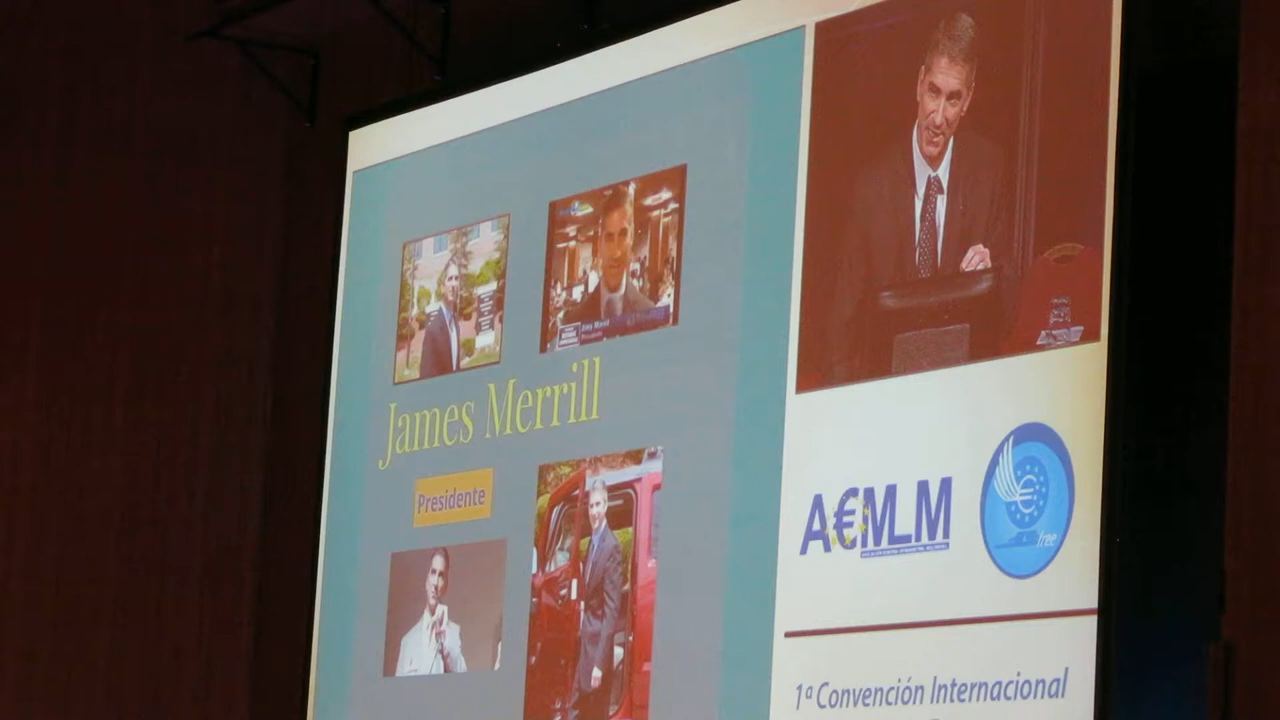 James Merrill
Presidente
A€MLM
free
1ª Convención Internacional